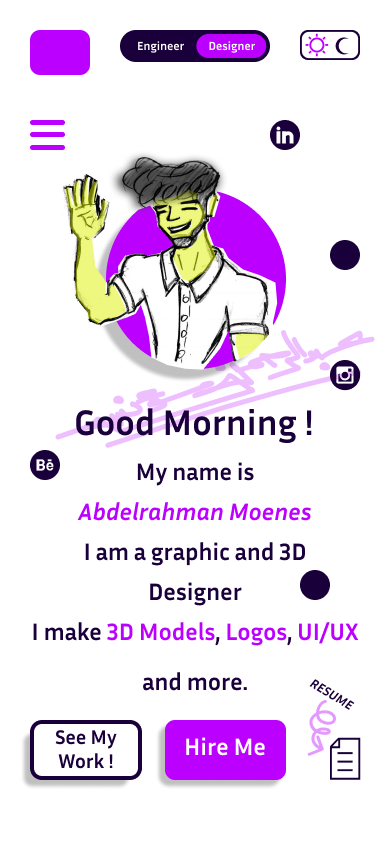 Engineer Designer
in
Good Morning !
Bē
My name is
Abdelrahman Moenes
I am a graphic and 3D
Designer
I make 3D Models, Logos, UI/UX
and more.
RESUME
See My
Work !
Hire Me